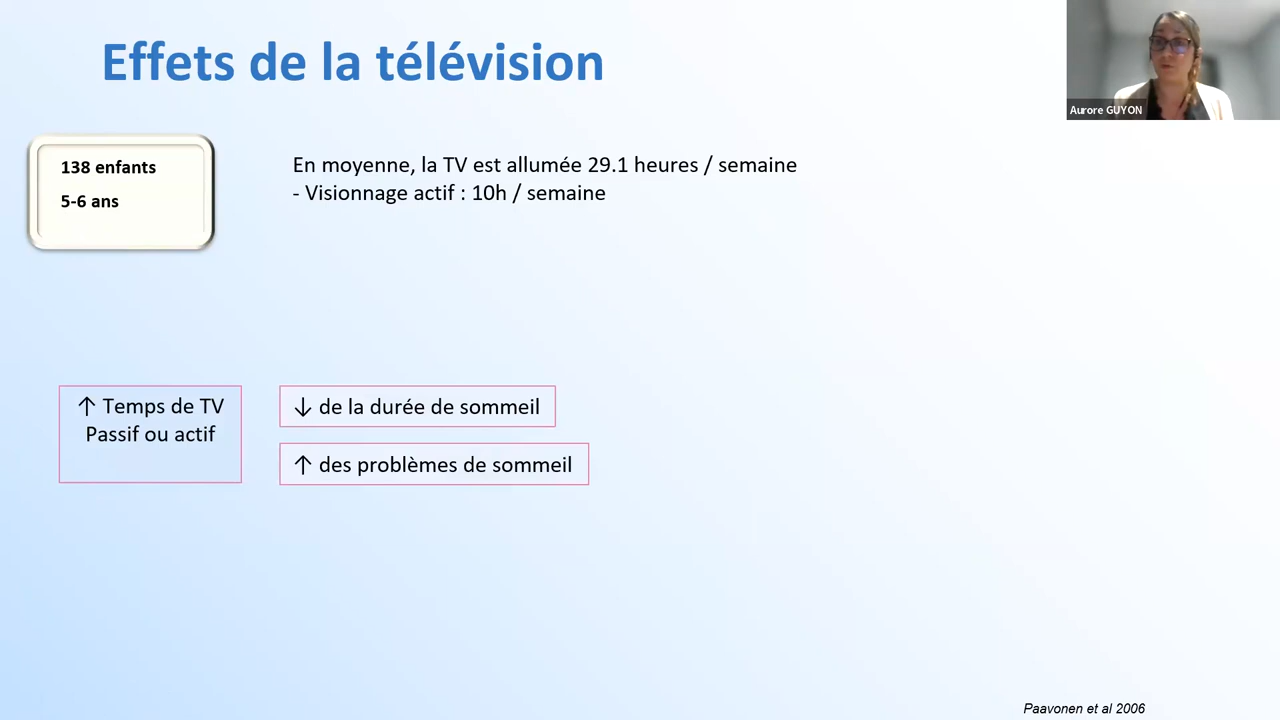 Effets de la télévision
Aurore GUYON
138 enfants
5-6 ans
En moyenne, la TV est allumée 29.1 heures / semaine
- Visionnage actif : 10h / semaine
↑ Temps de TV
Passif ou actif
↓ de la durée de sommeil
↑ des problèmes de sommeil
Paavonen et al 2006